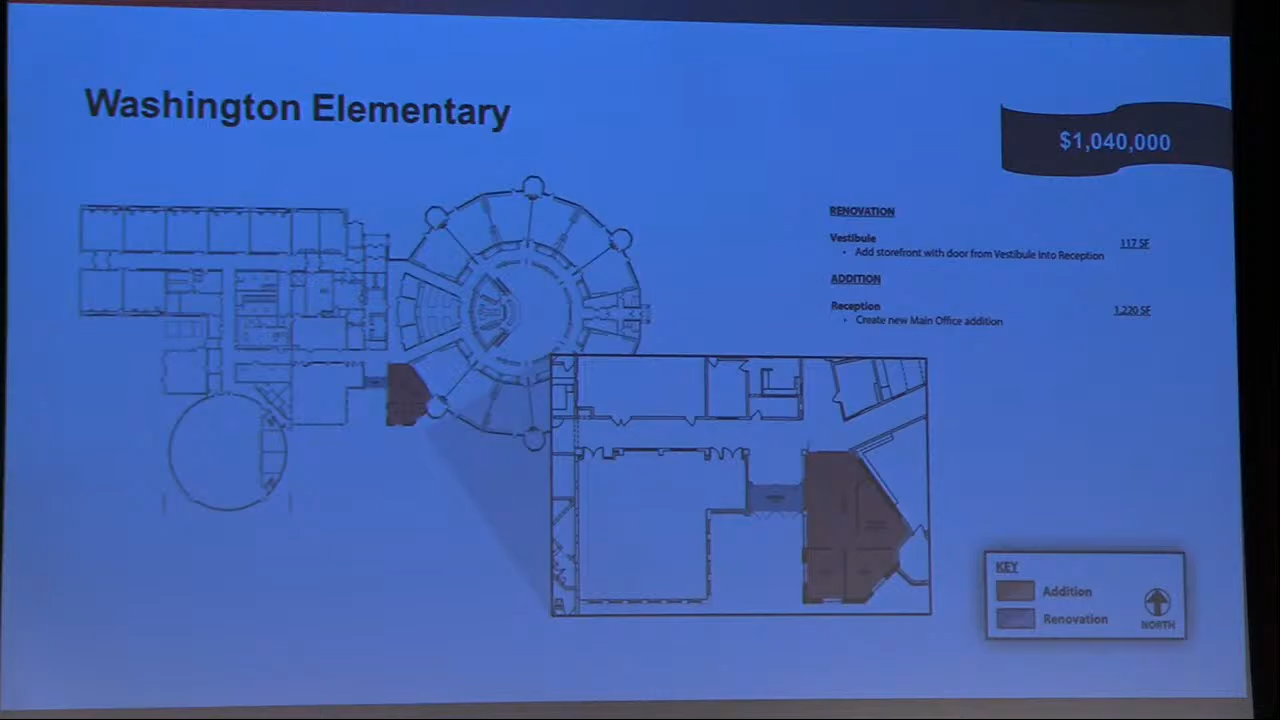 Washington Elementary
$1,040,000
RENOVATION
Vestibule 117 SF
• Add storefront with door from Vestibule into Reception
ADDITION
Reception 1,220 SF
• Create new Main Office addition
KEY
Addition
Renovation
NORTH